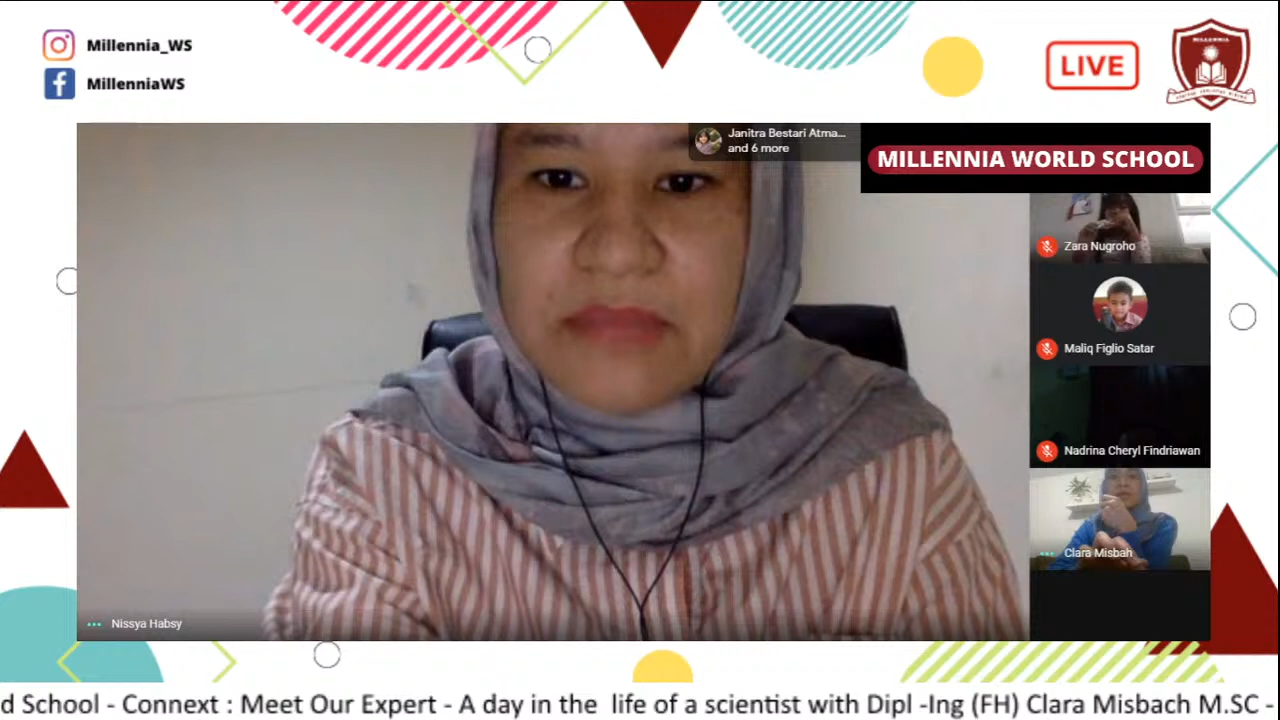 Millennia_WS
MillenniaWS
LIVE
MILLENNIA
Janitra Bestari Atma...
and 6 more
MILLENNIA WORLD SCHOOL
Zara Nugroho
Maliq Figlio Satar
Nadrina Cheryl Findriawan
Clara Misbah
Nissya Habsy
d School - Connext : Meet Our Expert - A day in the life of a scientist with Dipl -Ing (FH) Clara Misbach M.SC -